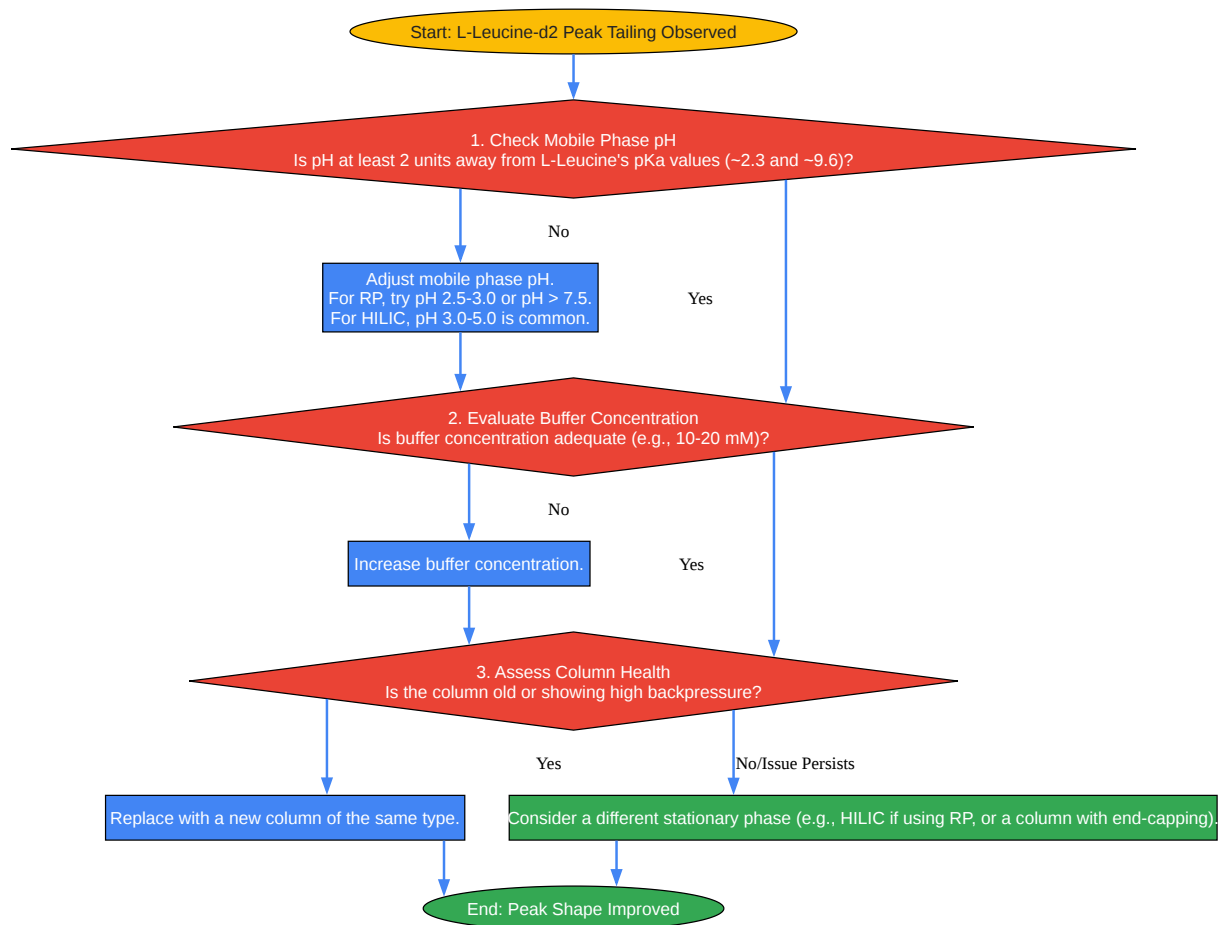 Start: L-Leucine-d2 Peak Tailing Observed
1. Check Mobile Phase pH
Is pH at least 2 units away from L-Leucine's pKa values (~2.3 and ~9.6)?
No
Adjust mobile phase pH.
For RP, try pH 2.5-3.0 or pH > 7.5.
For HILIC, pH 3.0-5.0 is common.
Yes
2. Evaluate Buffer Concentration
Is buffer concentration adequate (e.g., 10-20 mM)?
No
Increase buffer concentration.
Yes
3. Assess Column Health
Is the column old or showing high backpressure?
Yes
No/Issue Persists
Replace with a new column of the same type.
Consider a different stationary phase (e.g., HILIC if using RP, or a column with end-capping).
End: Peak Shape Improved